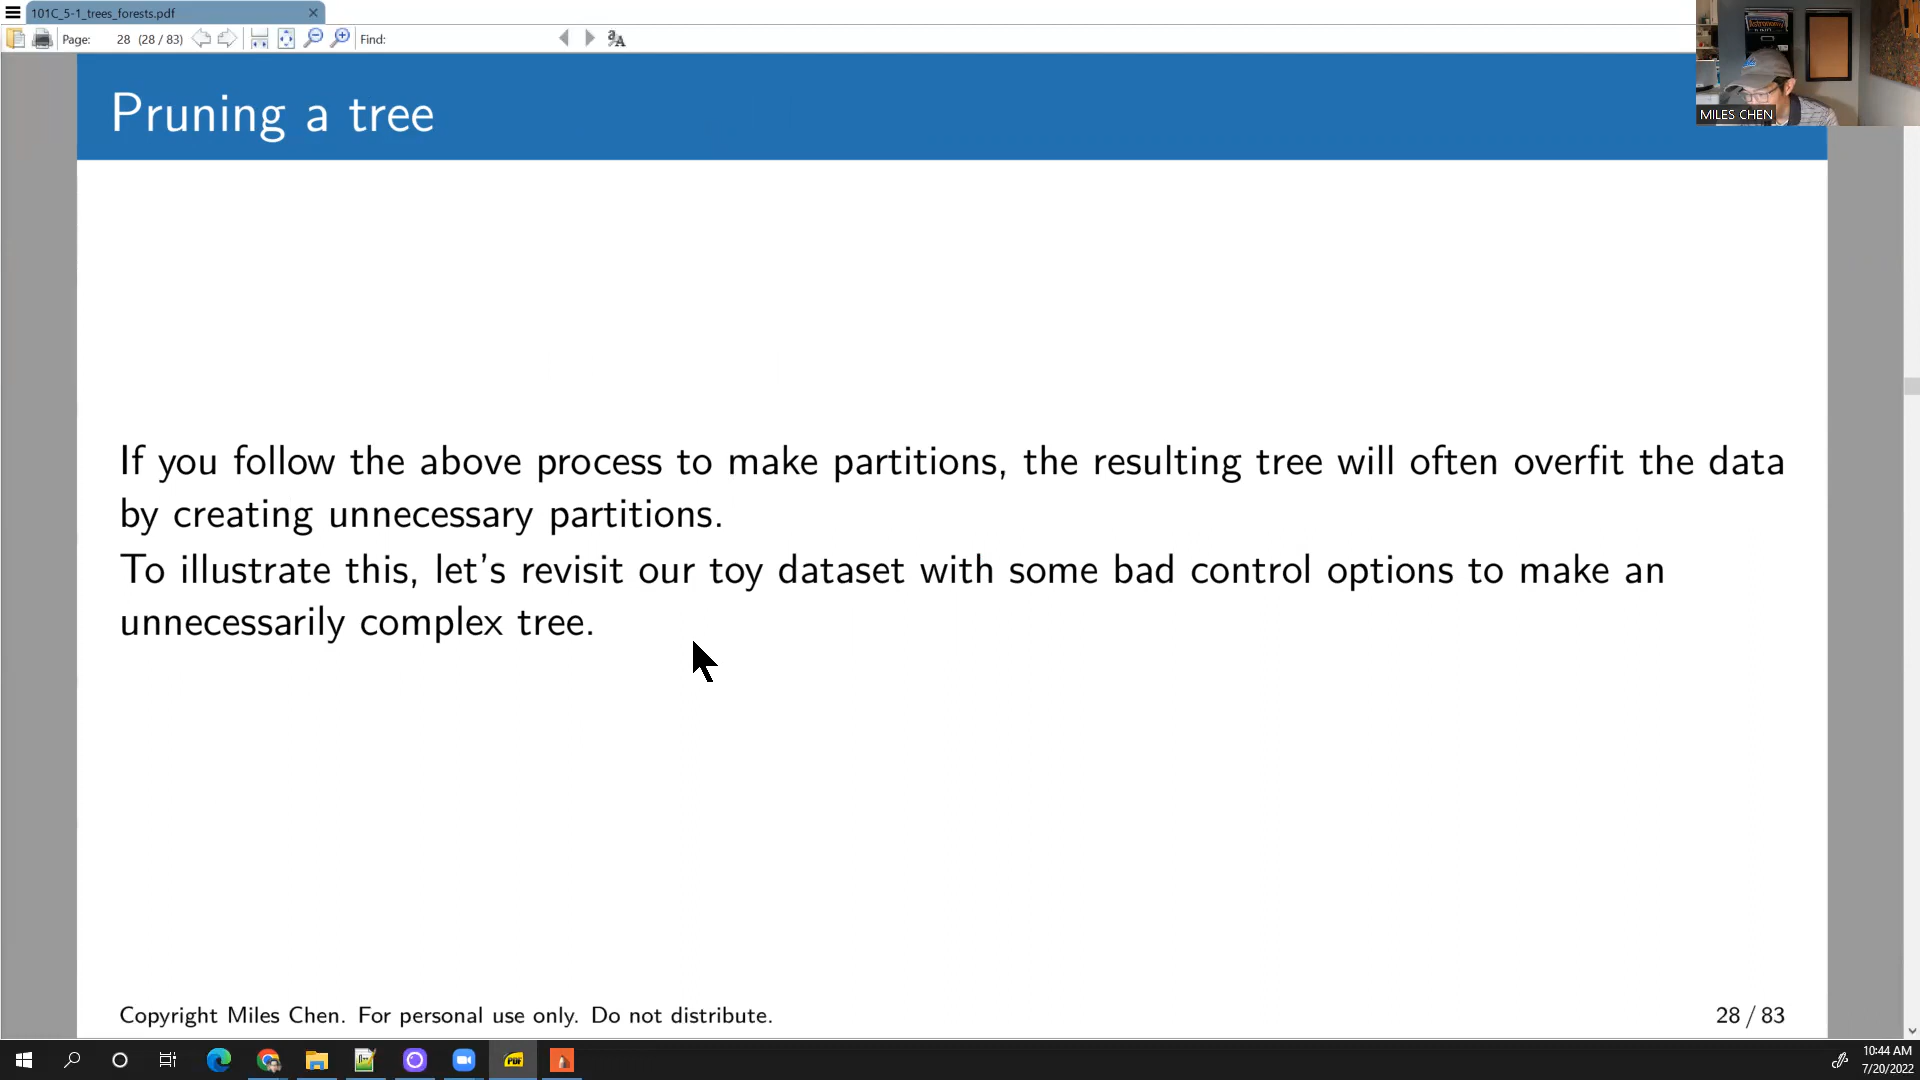 101C_5-1_trees_forests.pdf
Page: 28 (28 / 83) Find:
MILES CHEN
Pruning a tree
If you follow the above process to make partitions, the resulting tree will often overfit the data
by creating unnecessary partitions.
To illustrate this, let's revisit our toy dataset with some bad control options to make an
unnecessarily complex tree.
Copyright Miles Chen. For personal use only. Do not distribute.
28 / 83
PDF
10:44 AM
7/20/2022